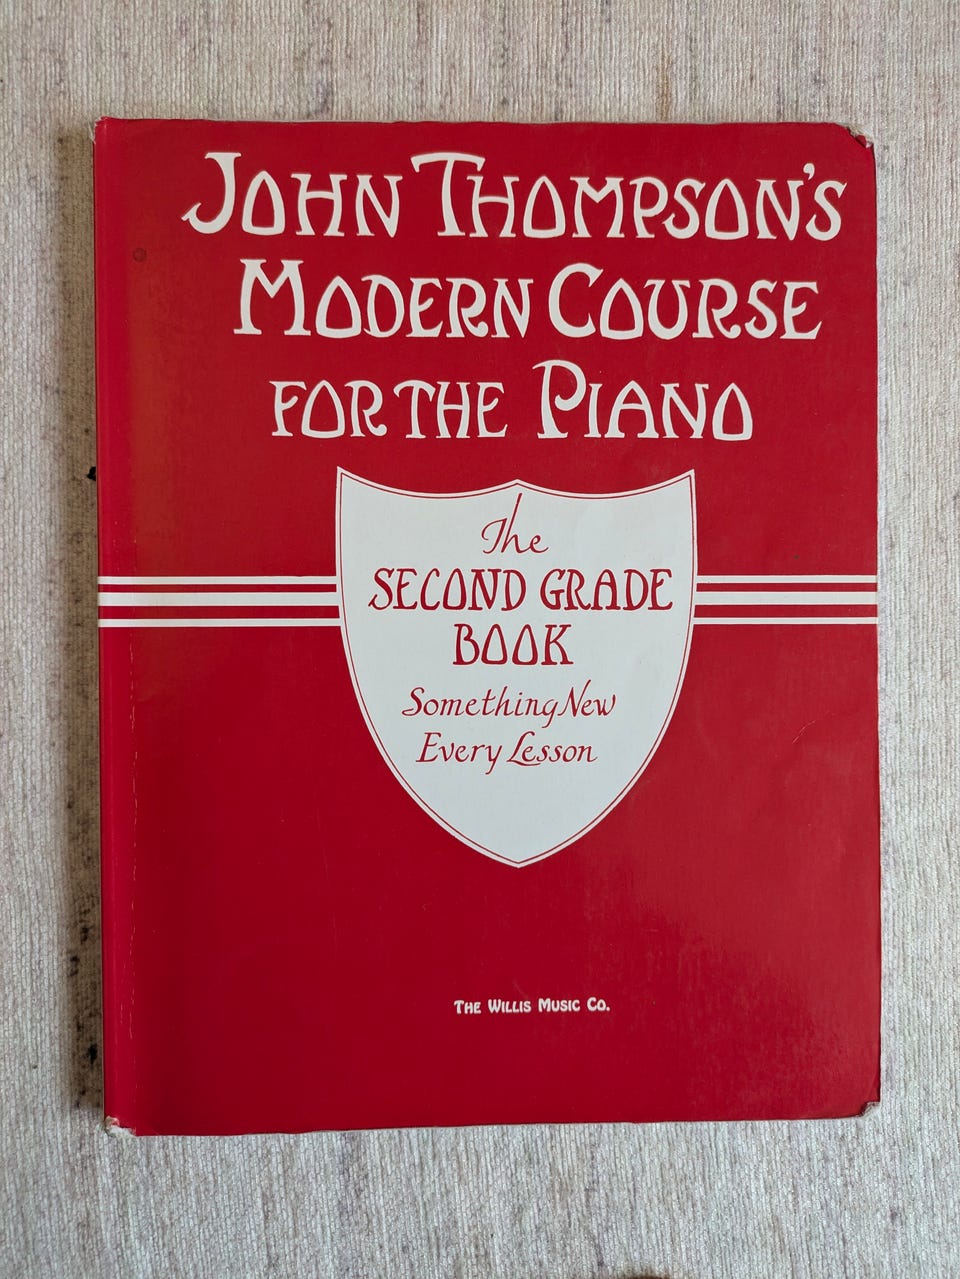 JOHN THOMPSON'S
MODERN COURSE
FOR THE PIANO
The
SECOND GRADE
BOOK
Something New
Every Lesson
THE WILLIS MUSIC CO.